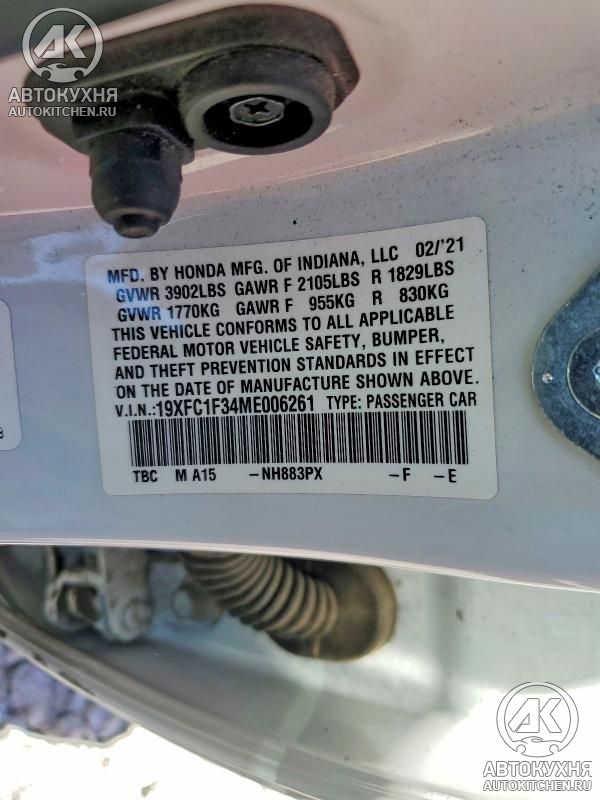 AK
АВТОКУХНЯ
AUTOKITCHEN.RU
MFD. BY HONDA MFG. OF INDIANA, LLC 02/'21
GVWR 3902LBS GAWR F 2105LBS R 1829LBS
GVWR 1770KG GAWR F 955KG R 830KG
THIS VEHICLE CONFORMS TO ALL APPLICABLE
FEDERAL MOTOR VEHICLE SAFETY, BUMPER,
AND THEFT PREVENTION STANDARDS IN EFFECT
ON THE DATE OF MANUFACTURE SHOWN ABOVE.
V.I.N.:19XFC1F34ME006261 TYPE: PASSENGER CAR
TBC M A15 -NH883PX -F -E
AK
АВТОКУХНЯ
AUTOKITCHEN.RU